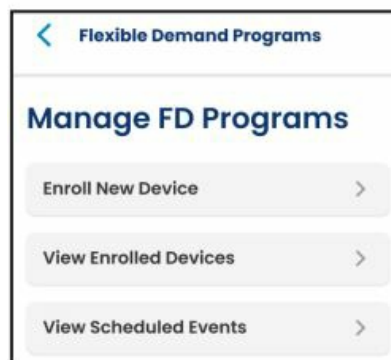 Flexible Demand Programs
Manage FD Programs
Enroll New Device
View Enrolled Devices
View Scheduled Events